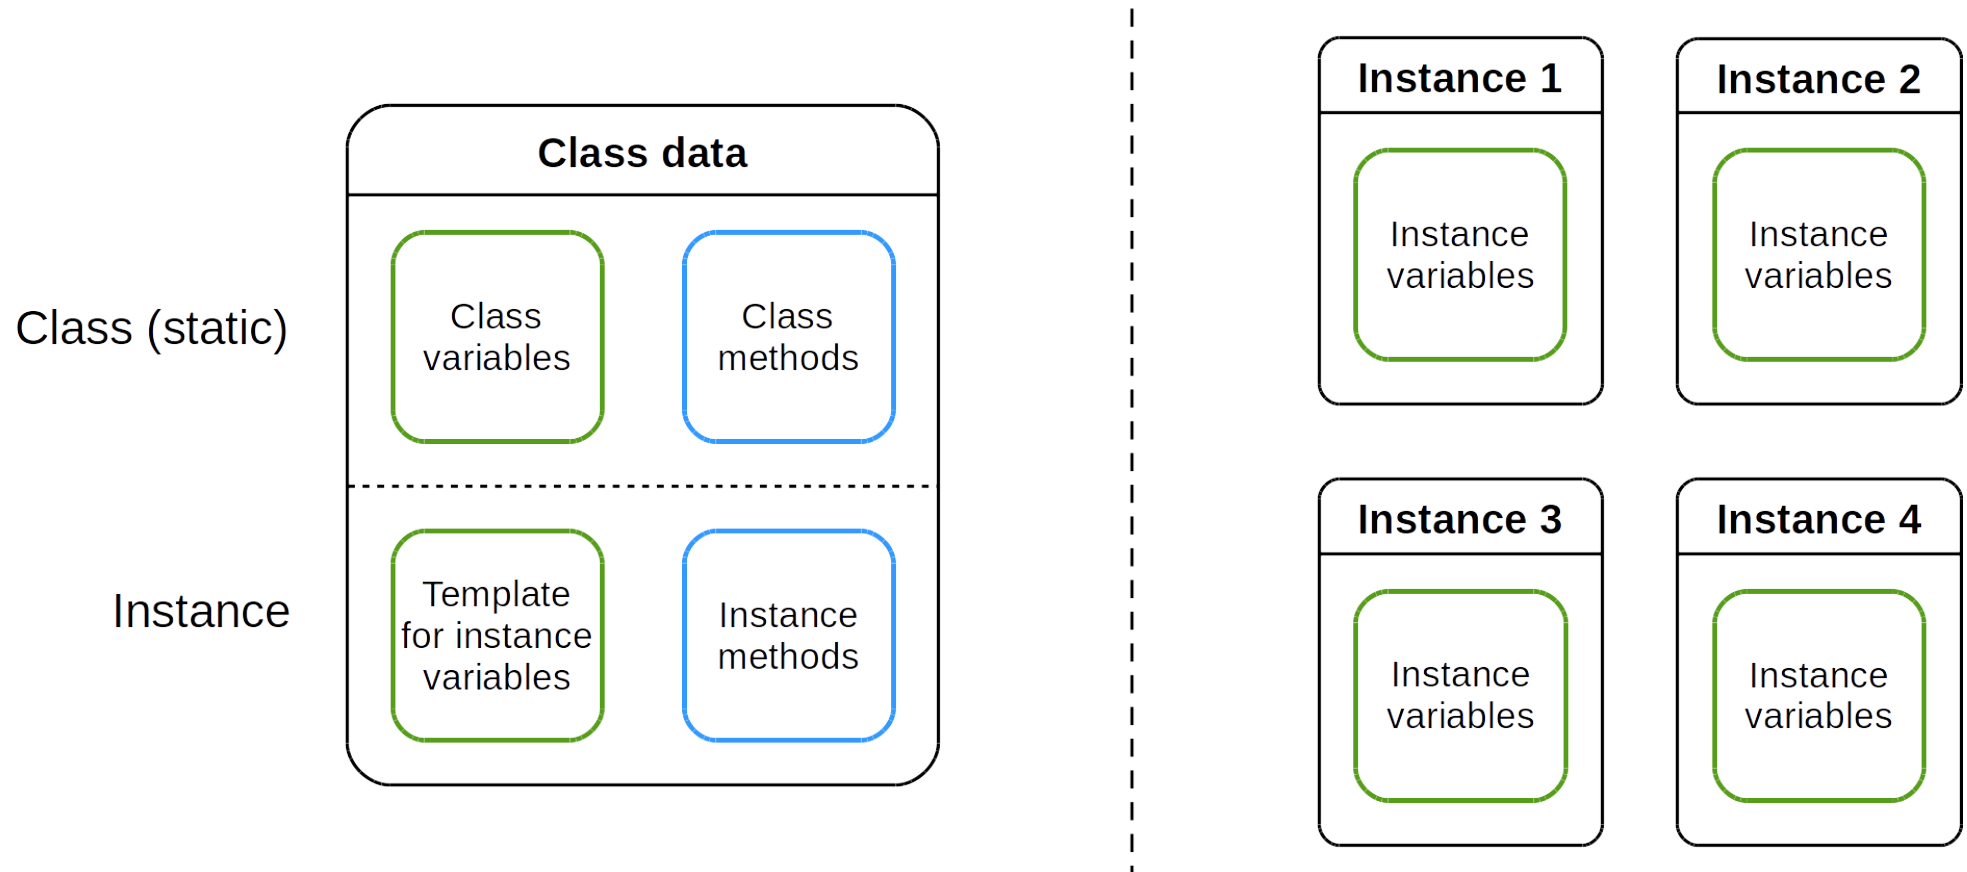 Class (static)
Instance
Class data
Class
variables
Class
methods
Template
for instance
variables
Instance
methods
Instance 1
Instance
variables
Instance 2
Instance
variables
Instance 3
Instance
variables
Instance 4
Instance
variables